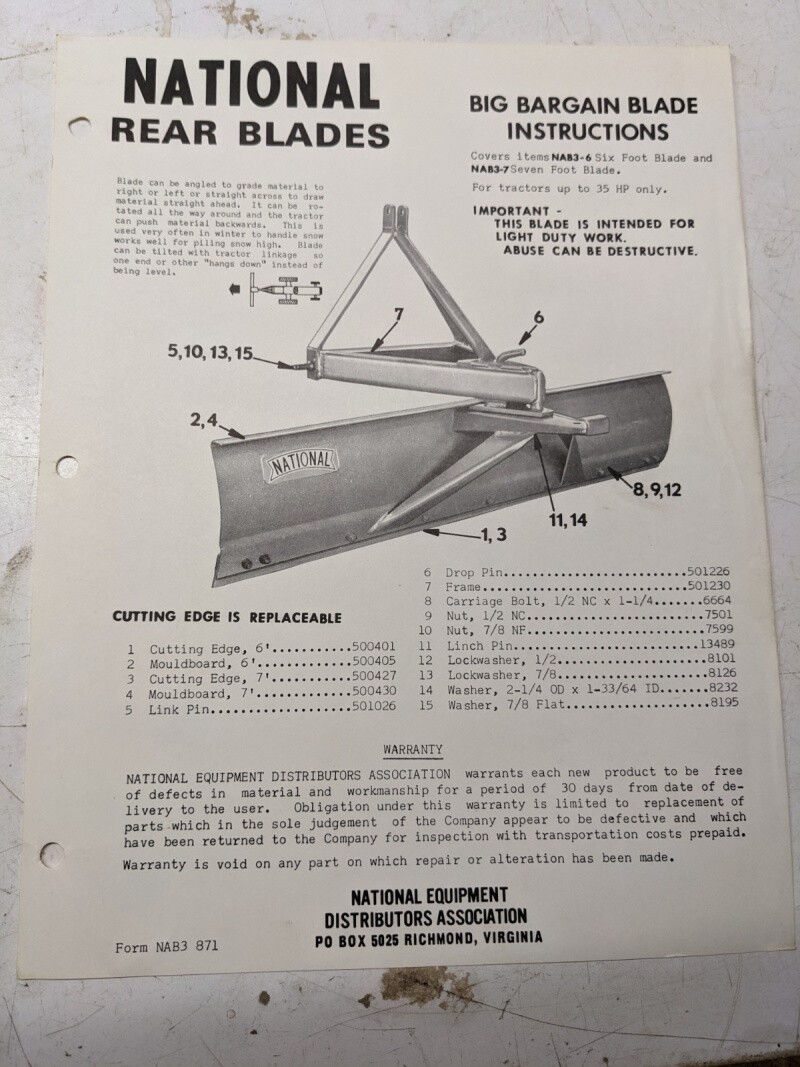 NATIONAL
REAR BLADES
BIG BARGAIN BLADE
INSTRUCTIONS
Covers items NAB3-6 Six Foot Blade and
NAB3-7 Seven Foot Blade.
For tractors up to 35 HP only.
IMPORTANT -
THIS BLADE IS INTENDED FOR
LIGHT DUTY WORK.
ABUSE CAN BE DESTRUCTIVE.
Blade can be angled to grade material to
right or left or straight across to draw
material straight ahead. It can be ro-
tated all the way around and the tractor
can push material backwards. This is
used very often in winter to handle snow
works well for piling snow high. Blade
can be tilted with tractor linkage so
one end or other "hangs down" instead of
being level.
7
6
5, 10, 13, 15
2, 4
NATIONAL
8, 9, 12
11, 14
1, 3
CUTTING EDGE IS REPLACEABLE
1 Cutting Edge, 6'...........500401
2 Mouldboard, 6'.............500405
3 Cutting Edge, 7'...........500427
4 Mouldboard, 7'.............500430
5 Link Pin....................501026
6 Drop Pin..........................501226
7 Frame.............................501230
8 Carriage Bolt, 1/2 NC x 1-1/4.......6664
9 Nut, 1/2 NC.........................7501
10 Nut, 7/8 NF.........................7599
11 Linch Pin..........................13489
12 Lockwasher, 1/2.....................8101
13 Lockwasher, 7/8.....................8126
14 Washer, 2-1/4 OD x 1-33/64 ID.......8232
15 Washer, 7/8 Flat....................8195
WARRANTY
NATIONAL EQUIPMENT DISTRIBUTORS ASSOCIATION warrants each new product to be free
of defects in material and workmanship for a period of 30 days from date of de-
livery to the user. Obligation under this warranty is limited to replacement of
parts which in the sole judgement of the Company appear to be defective and which
have been returned to the Company for inspection with transportation costs prepaid.
Warranty is void on any part on which repair or alteration has been made.
NATIONAL EQUIPMENT
DISTRIBUTORS ASSOCIATION
PO BOX 5025 RICHMOND, VIRGINIA
Form NAB3 871